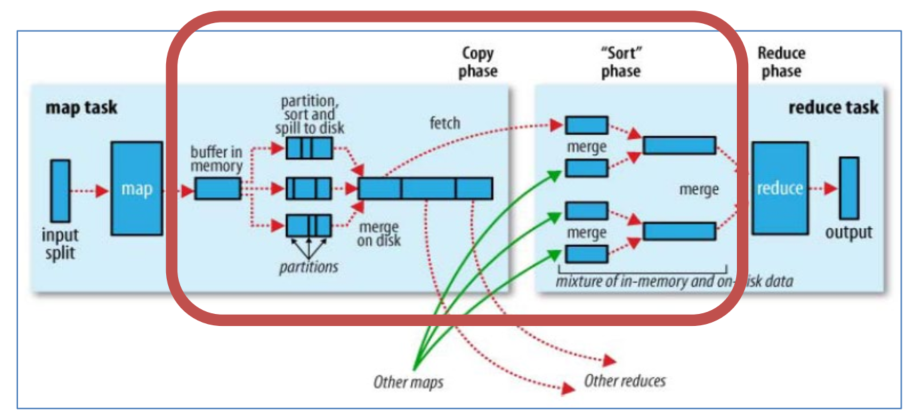 Copy
phase
"Sort"
phase
Reduce
phase
map task
partition,
sort and
spill to disk
fetch
reduce task
buffer in
memory
map
merge
merge
reduce
input
split
merge
on disk
merge
output
partitions
mixture of in-memory and on-disk data
Other maps
Other reduces